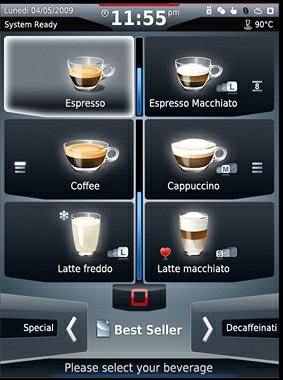 Lunedì 04/05/2009
11:55 pm
System Ready
90°C
Espresso
Espresso Macchiato
L
8
Coffee
Cappuccino
M
Latte freddo
L
Latte macchiato
S
Special
Best Seller
Decaffeinati
Please select your beverage